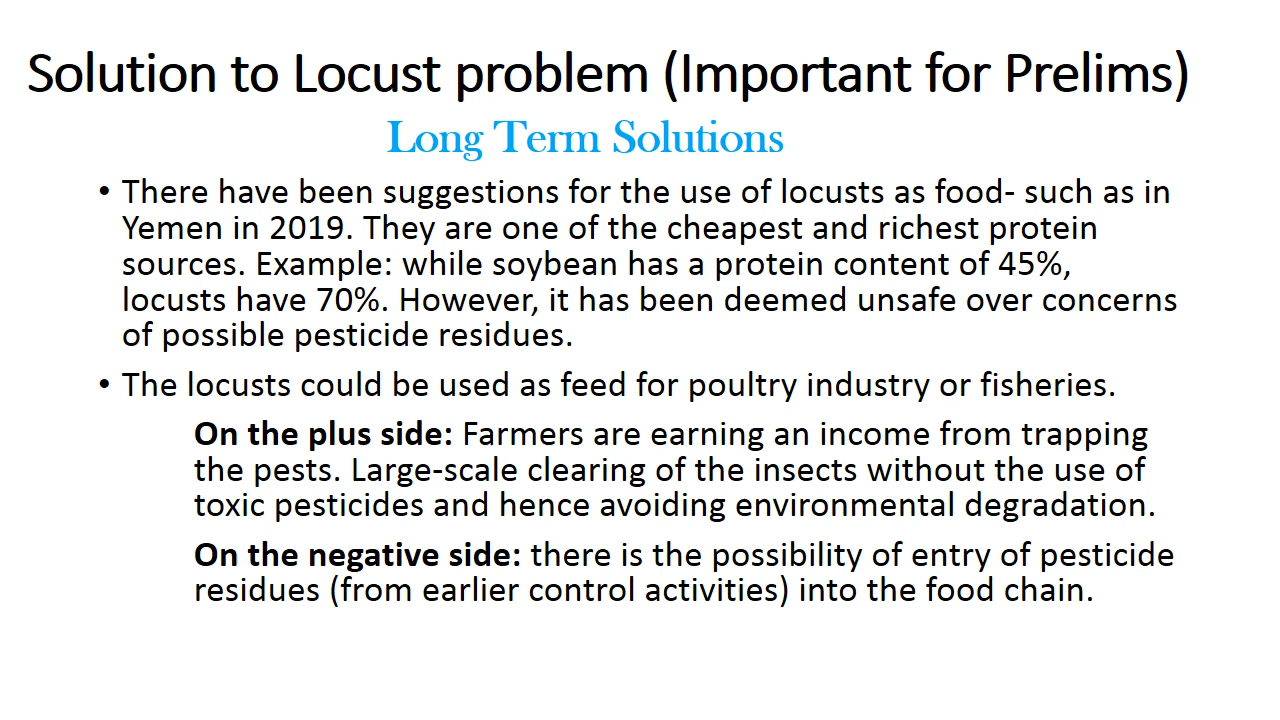 Solution to Locust problem (Important for Prelims)
Long Term Solutions
• There have been suggestions for the use of locusts as food- such as in
Yemen in 2019. They are one of the cheapest and richest protein
sources. Example: while soybean has a protein content of 45%,
locusts have 70%. However, it has been deemed unsafe over concerns
of possible pesticide residues.
• The locusts could be used as feed for poultry industry or fisheries.
On the plus side: Farmers are earning an income from trapping
the pests. Large-scale clearing of the insects without the use of
toxic pesticides and hence avoiding environmental degradation.
On the negative side: there is the possibility of entry of pesticide
residues (from earlier control activities) into the food chain.